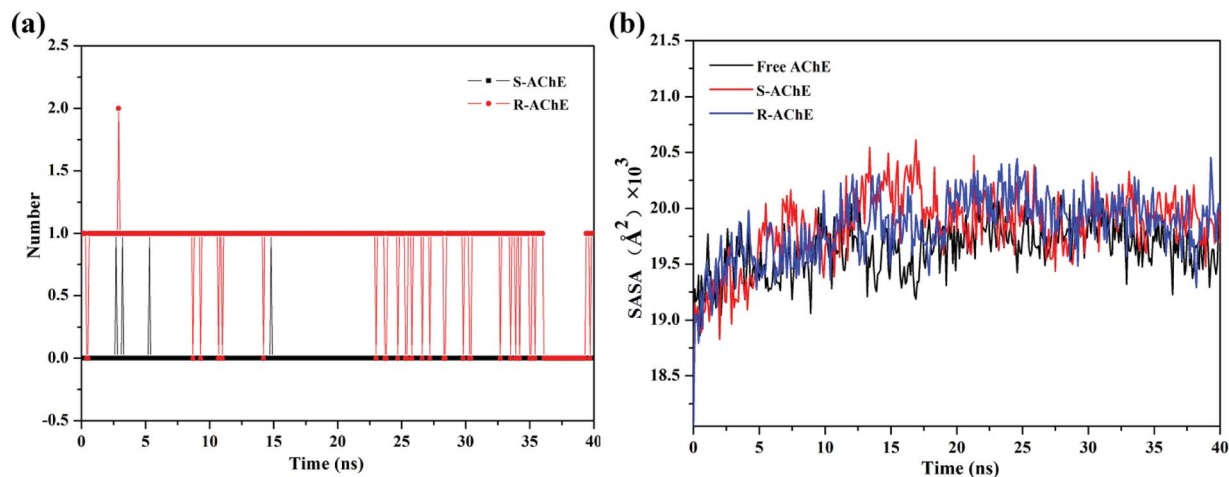 (a)
2.5
2.0
1.5
1.0
0.5
0.0
-0.5
Number
S-AChE
R-AChE
0 5 10 15 20 25 30 35 40
Time (ns)
(b)
21.5
21.0
20.5
20.0
19.5
19.0
18.5
SASA (Å²) ×10³
Free AChE
S-AChE
R-AChE
0 5 10 15 20 25 30 35 40
Time (ns)